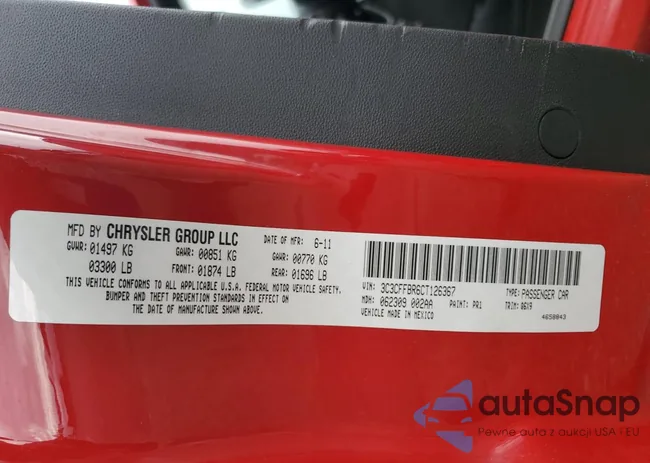 MFD BY CHRYSLER GROUP LLC DATE OF MFR: 6-11
GVWR: 01497 KG GAWR: 00851 KG GAWR: 00770 KG
03300 LB FRONT: 01874 LB REAR: 01696 LB
THIS VEHICLE CONFORMS TO ALL APPLICABLE U.S.A. FEDERAL MOTOR VEHICLE SAFETY,
BUMPER AND THEFT PREVENTION STANDARDS IN EFFECT ON
THE DATE OF MANUFACTURE SHOWN ABOVE.
VIN: 3C3CFFBR6CT126367 TYPE: PASSENGER CAR
MDH: 062309 002AA PAINT: PR1 TRIM: 06X9
VEHICLE MADE IN MEXICO 4658043
autoSnap
Pewne auta z aukcji USA i EU